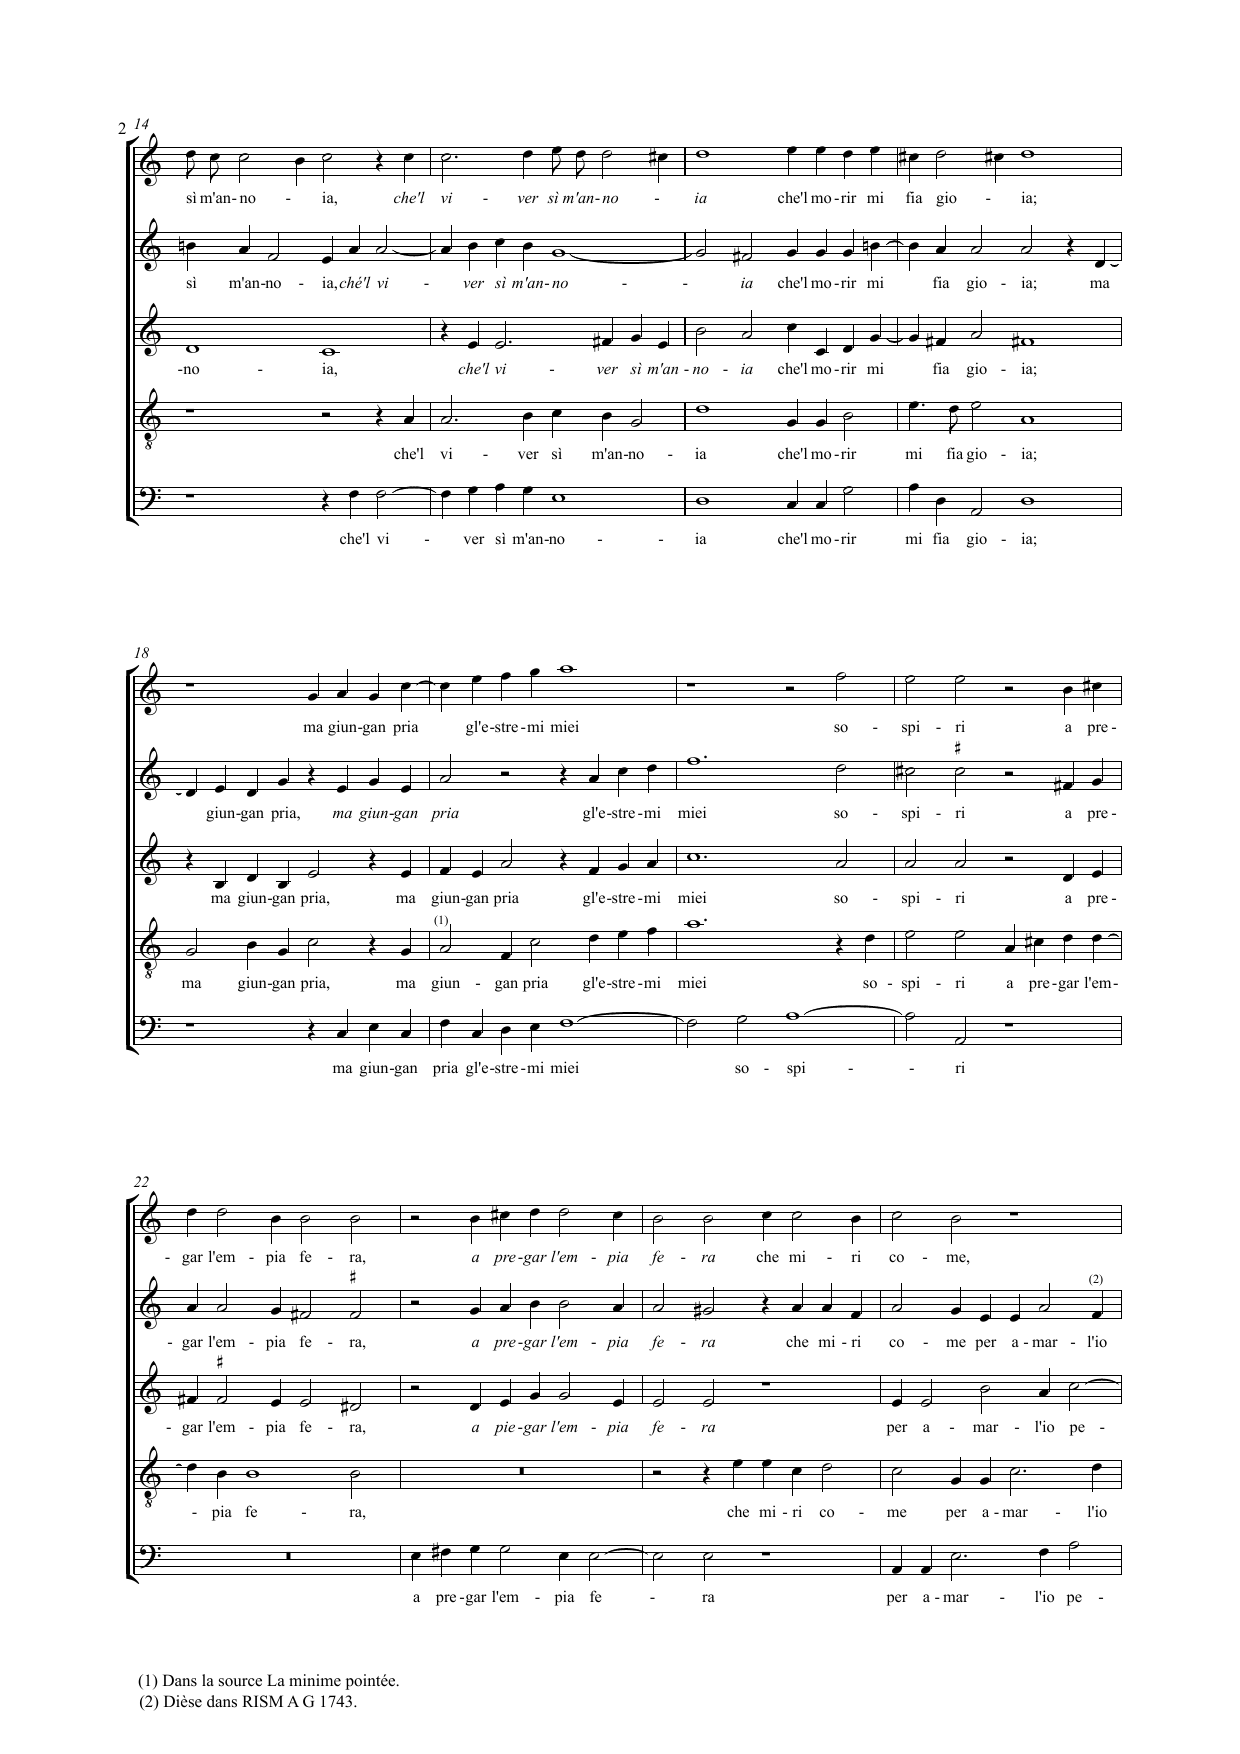 2 14
sì m'an- no - ia, che'l vi - ver sì m'an-no - ia che'l mo-rir mi fia gio - ia;
sì m'an-no - ia, ché'l vi - ver sì m'an-no - - ia che'l mo-rir mi fia gio - ia; ma
-no - ia, che'l vi - ver sì m'an-no - ia che'l mo-rir mi fia gio - ia;
8
che'l vi - ver sì m'an-no - ia che'l mo-rir mi fia gio - ia;
che'l vi - ver sì m'an-no - - ia che'l mo-rir mi fia gio - ia;
18
ma giun-gan pria gl'e-stre-mi miei so - spi - ri a pre-
giun-gan pria, ma giun-gan pria gl'e-stre-mi miei so - spi - ri a pre-
ma giun-gan pria, ma giun-gan pria gl'e-stre-mi miei so - spi - ri a pre-
(1)
8
ma giun-gan pria, ma giun - gan pria gl'e-stre-mi miei so - spi - ri a pre-gar l'em-
ma giun-gan pria gl'e-stre-mi miei so - spi - - ri
22
- gar l'em - pia fe - ra, a pre-gar l'em - pia fe - ra che mi - ri co - me,
(2)
- gar l'em - pia fe - ra, a pre-gar l'em - pia fe - ra che mi - ri co - me per a-mar - l'io
- gar l'em - pia fe - ra, a pie-gar l'em - pia fe - ra per a - mar - l'io pe -
8
- pia fe - ra, che mi - ri co - me per a-mar - l'io
a pre-gar l'em - pia fe - ra per a-mar - l'io pe -
(1) Dans la source La minime pointée.
(2) Dièse dans RISM A G 1743.